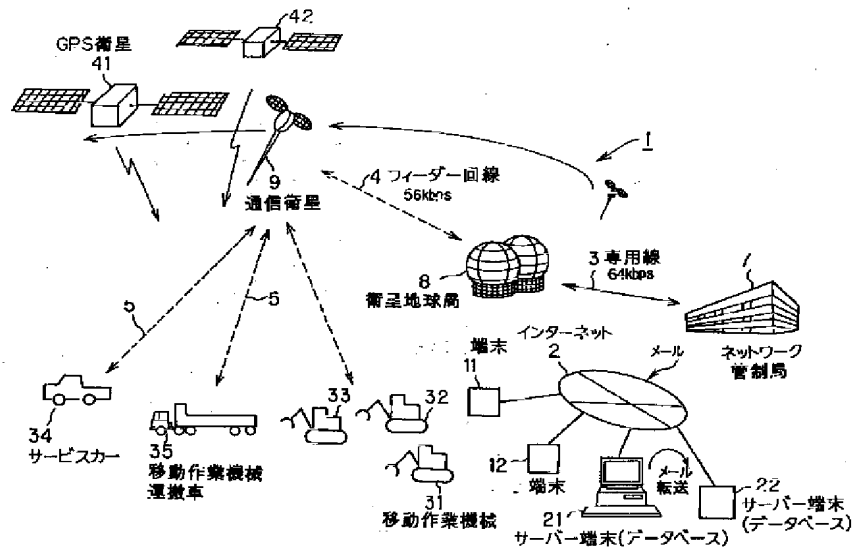 42
GPS衛星
41
9
通信衛星
4 フィーダー回線
56kbps
1
8
衛星地球局
3 専用線
64kbps
7
ネットワーク
管制局
5
5
34
サービスカー
35
移動作業機械
運搬車
33
32
31
移動作業機械
端末
11
インターネット
2
メール
12
端末
メール
転送
21
サーバー端末(データベース)
22
サーバー端末
(データベース)